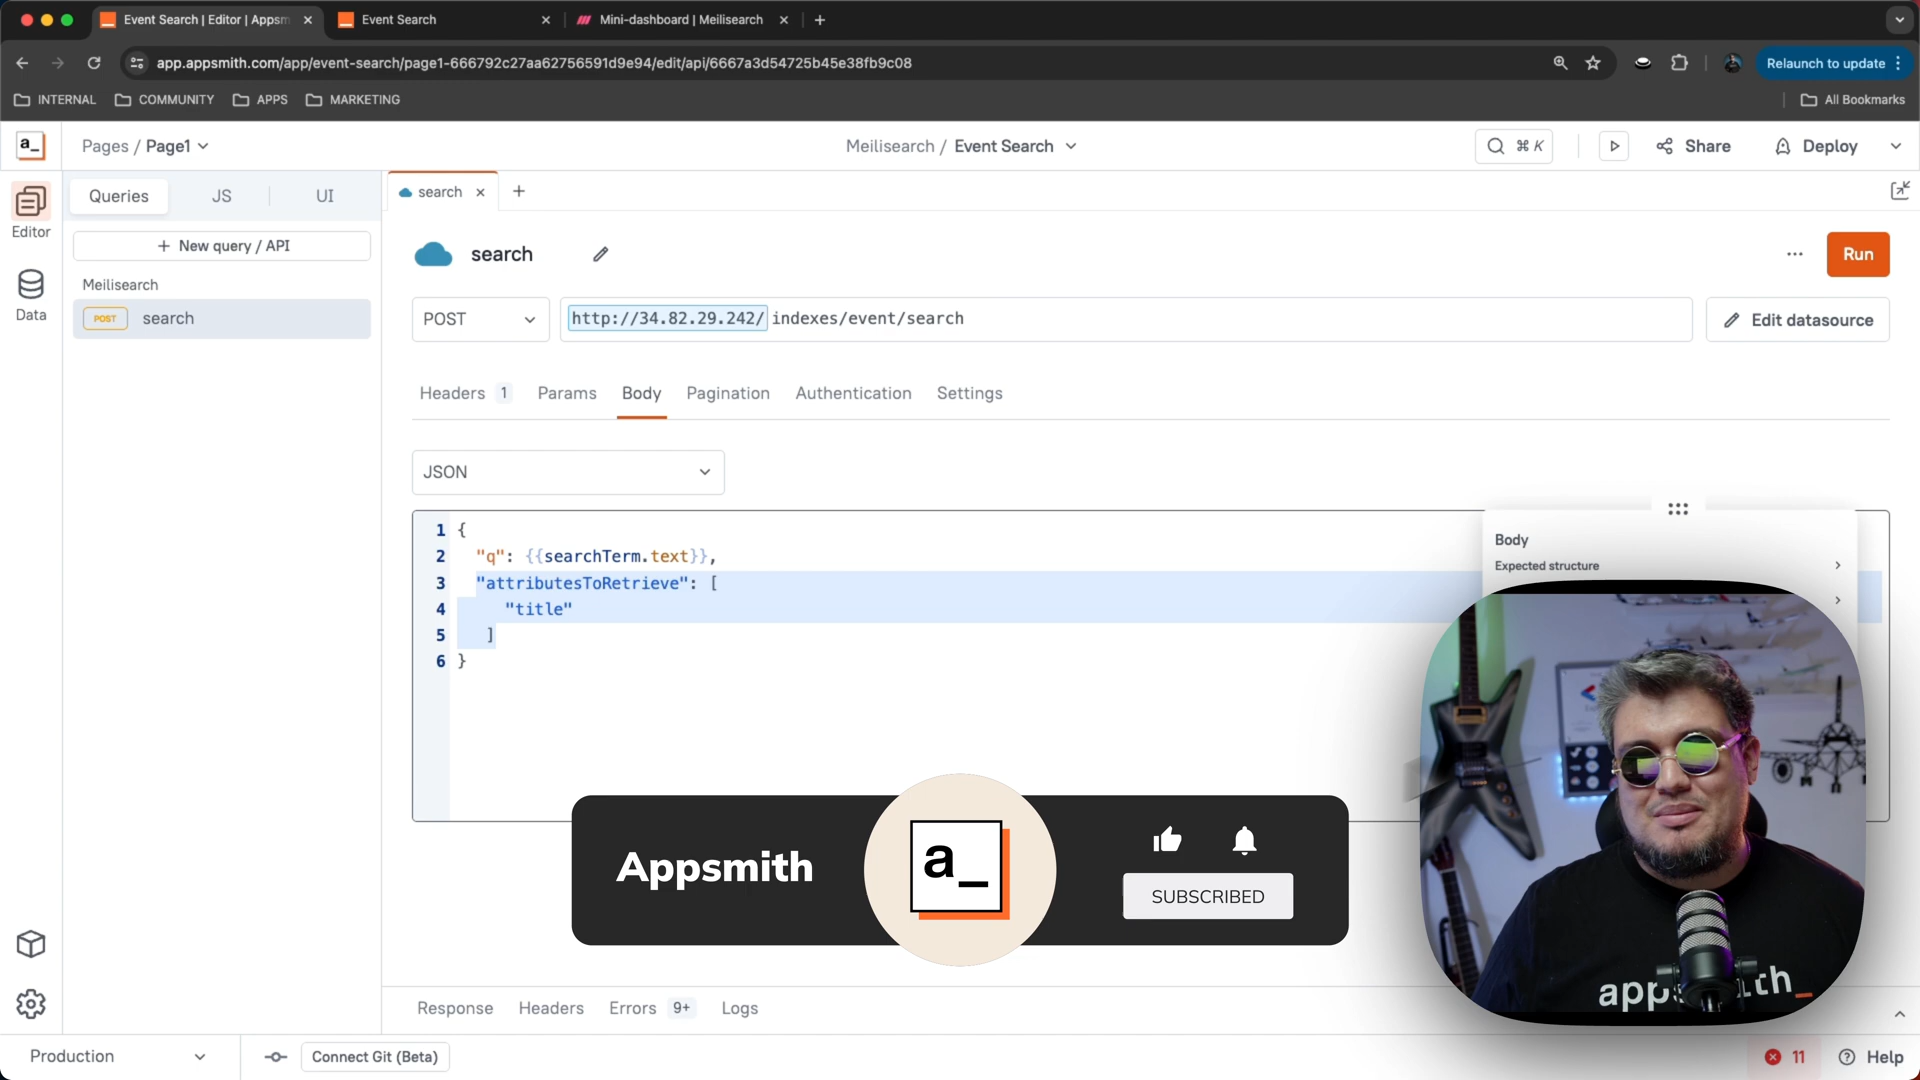 Event Search | Editor | Appsm
Event Search
Mini-dashboard | Meilisearch
app.appsmith.com/app/event-search/page1-666792c27aa62756591d9e94/edit/api/6667a3d54725b45e38fb9c08
Relaunch to update
INTERNAL
COMMUNITY
APPS
MARKETING
All Bookmarks
a_
Pages / Page1
Meilisearch / Event Search
⌘ K
Share
Deploy
Editor
Data
Queries
JS
UI
New query / API
Meilisearch
POST search
search
search
Run
POST
http://34.82.29.242/ indexes/event/search
Edit datasource
Headers 1
Params
Body
Pagination
Authentication
Settings
JSON
1 {
2 "q": {{searchTerm.text}},
3 "attributesToRetrieve": [
4 "title"
5 ]
6 }
Body
Expected structure
Appsmith
a_
SUBSCRIBED
Response
Headers
Errors 9+
Logs
Production
Connect Git (Beta)
11
Help